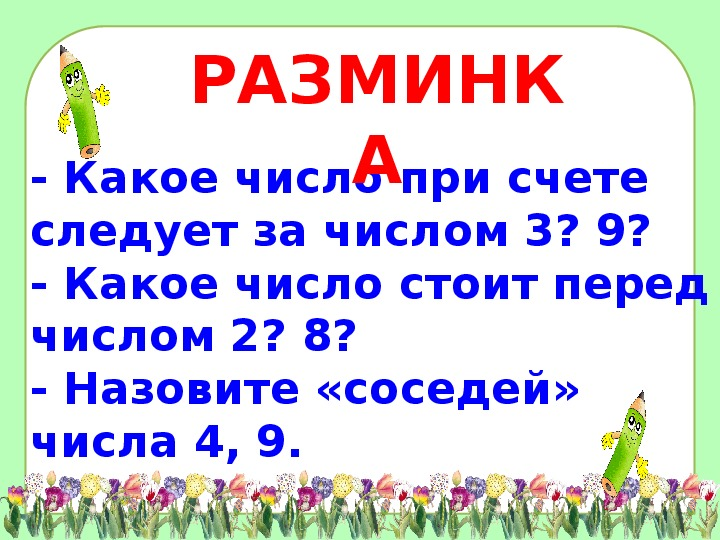 РАЗМИНК
А
- Какое число при счете
следует за числом 3? 9?
- Какое число стоит перед
числом 2? 8?
- Назовите «соседей»
числа 4, 9.